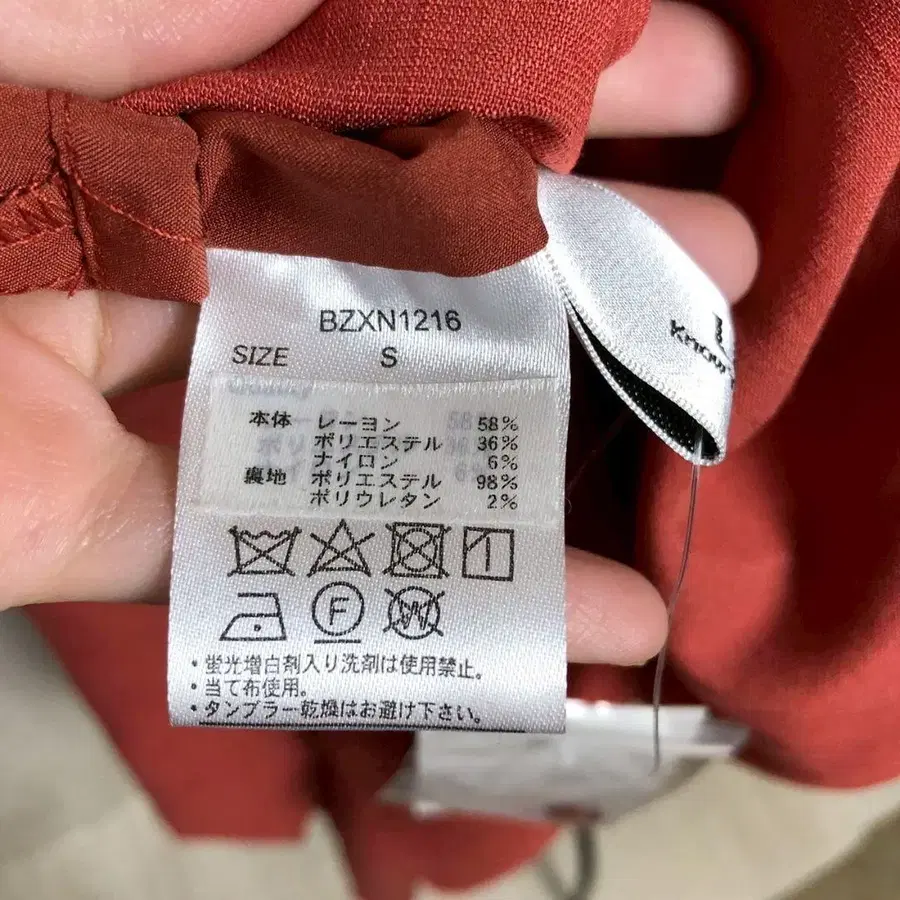 BZXN1216
SIZE S
本体 レーヨン 58%
ポリエステル 36%
ナイロン 6%
裏地 ポリエステル 98%
ポリウレタン 2%
F
W
・蛍光増白剤入り洗剤は使用禁止。
・当て布使用。
・タンブラー乾燥はお避け下さい。